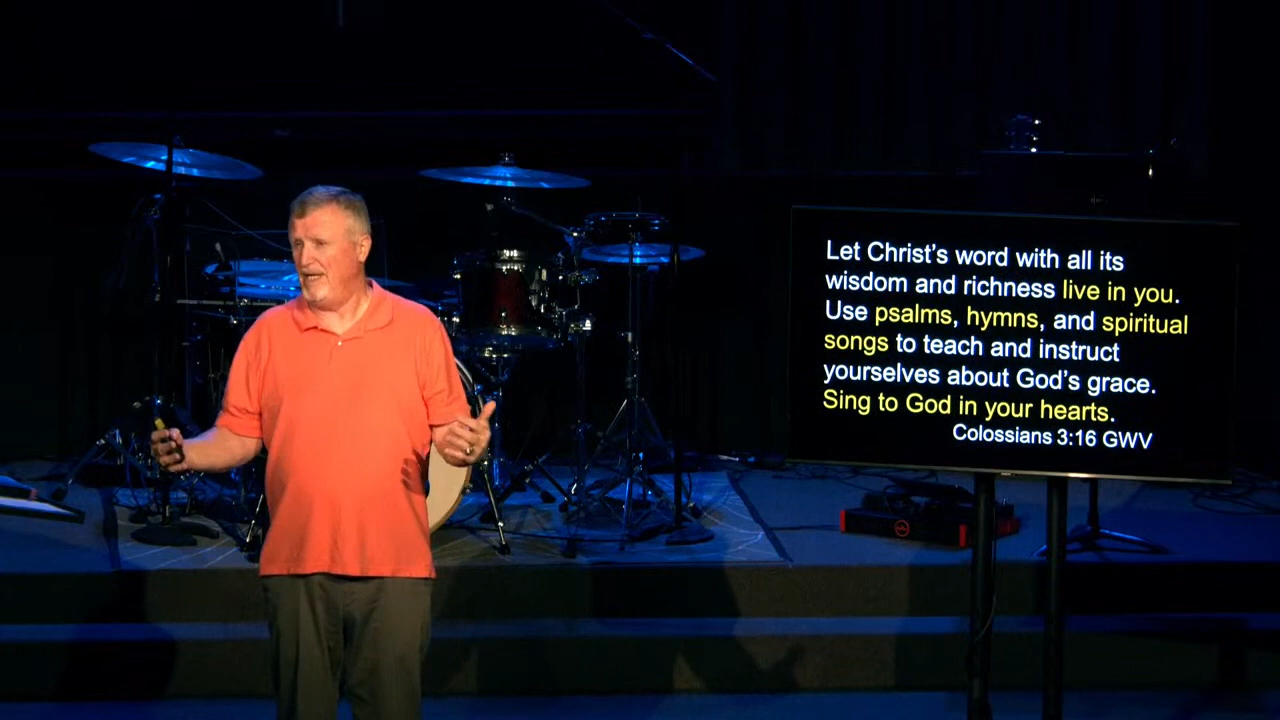 Let Christ's word with all its
wisdom and richness live in you.
Use psalms, hymns, and spiritual
songs to teach and instruct
yourselves about God's grace.
Sing to God in your hearts.
Colossians 3:16 GWV